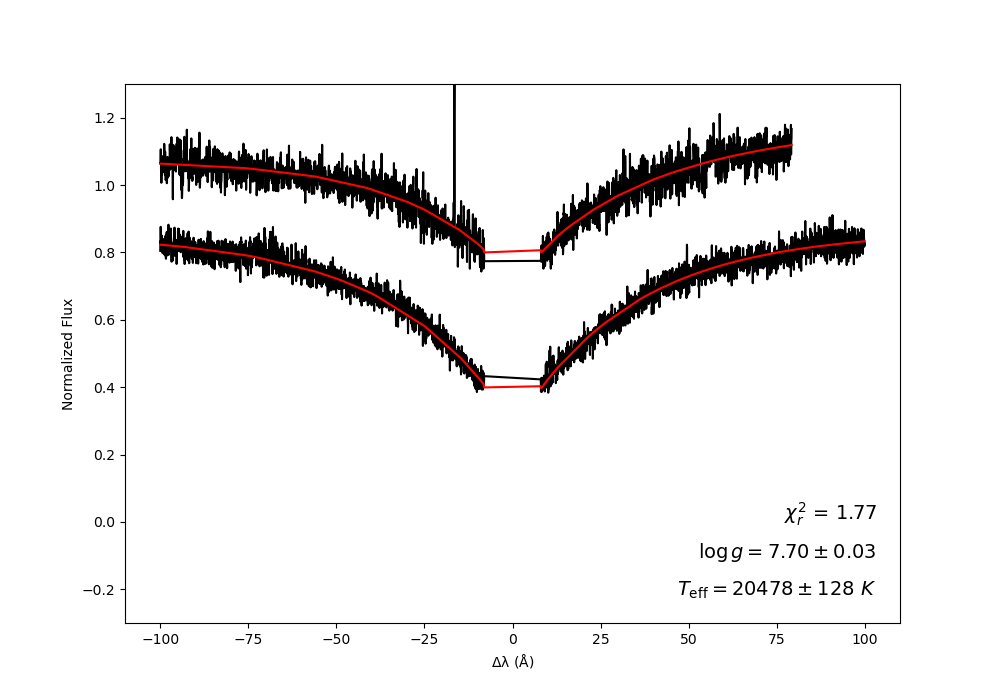 1.2
1.0
0.8
0.6
0.4
0.2
0.0
−0.2
Normalized Flux
χ²ᵣ = 1.77
log g = 7.70 ± 0.03
T_eff = 20478 ± 128 K
−100 −75 −50 −25 0 25 50 75 100
Δλ (Å)